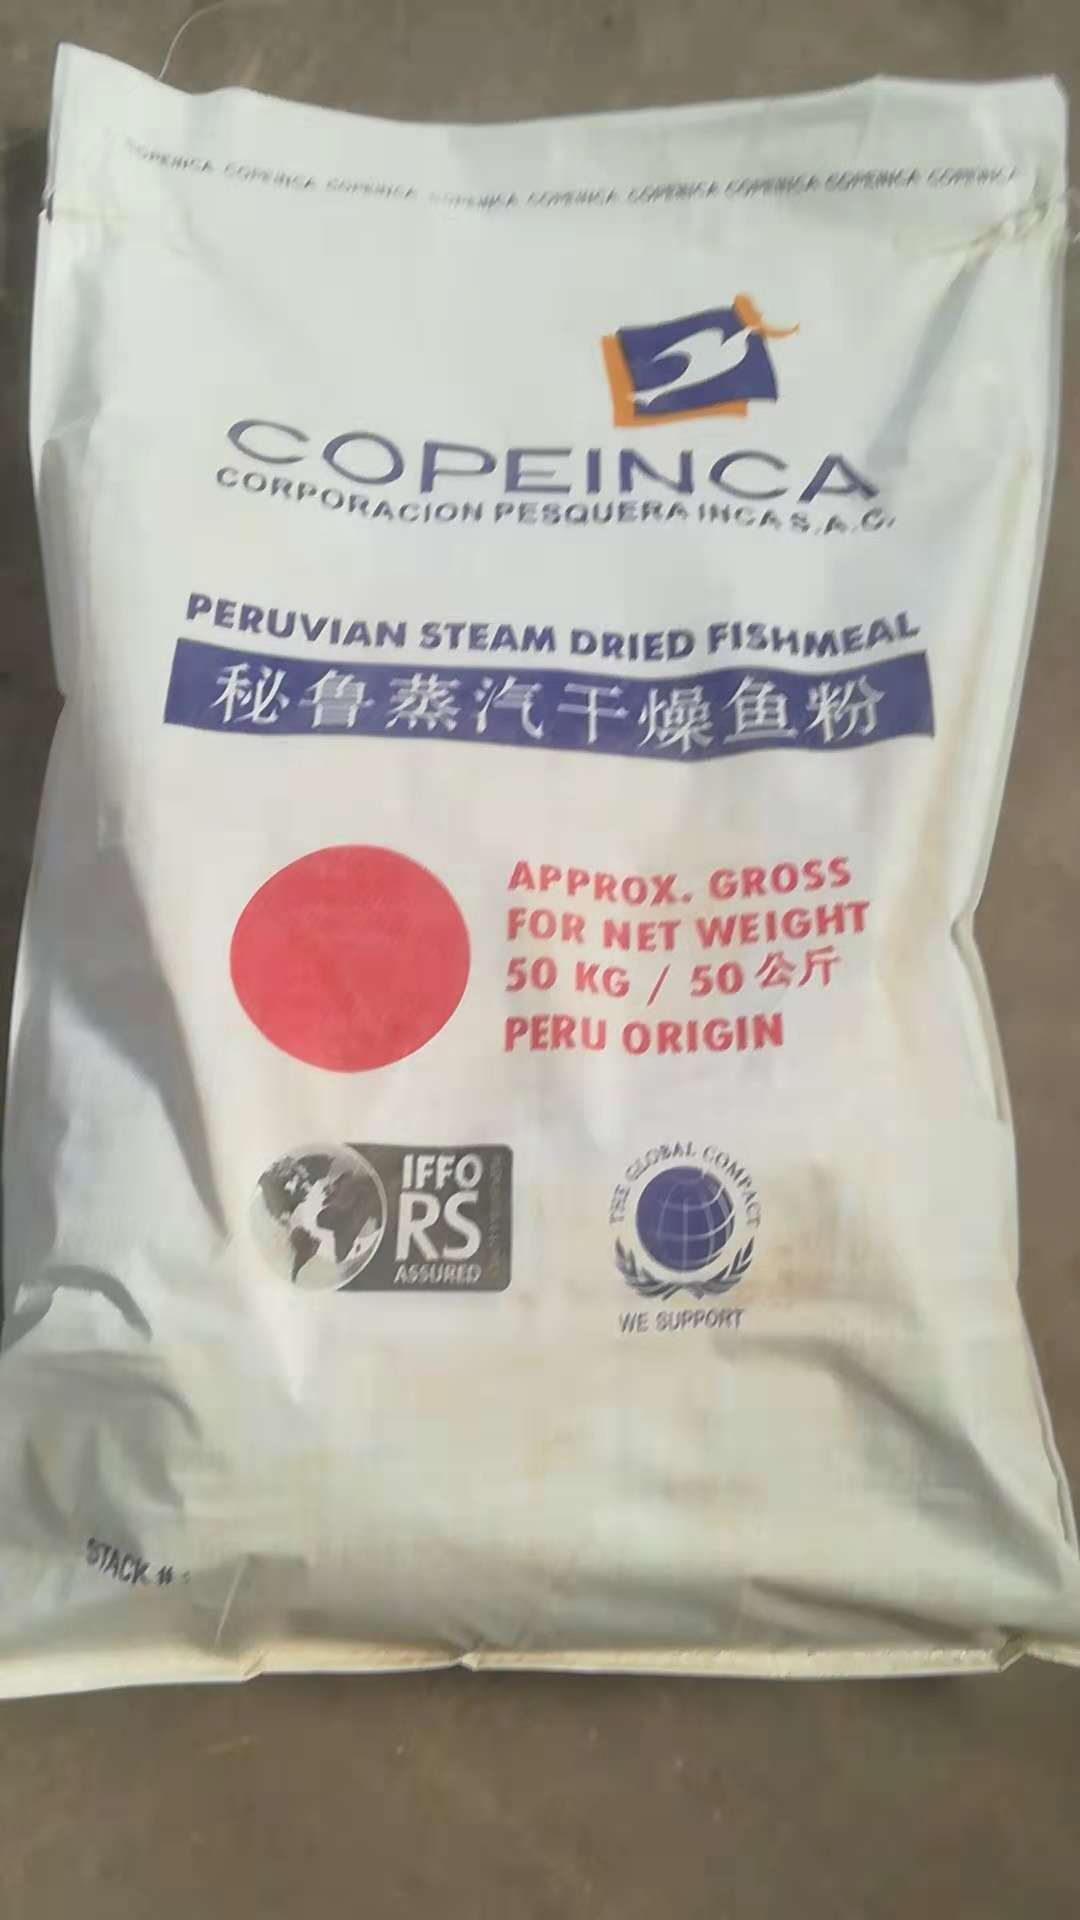 COPEINCA COPEINCA COPEINCA COPEINCA COPEINCA COPEINCA COPEINCA COPEINCA COPEINCA
COPEINCA
CORPORACION PESQUERA INCA S.A.C.
PERUVIAN STEAM DRIED FISHMEAL
秘鲁蒸汽干燥鱼粉
APPROX. GROSS
FOR NET WEIGHT
50 KG / 50 公斤
PERU ORIGIN
IFFO
RS
ASSURED
THE GLOBAL COMPACT
WE SUPPORT
STACK #